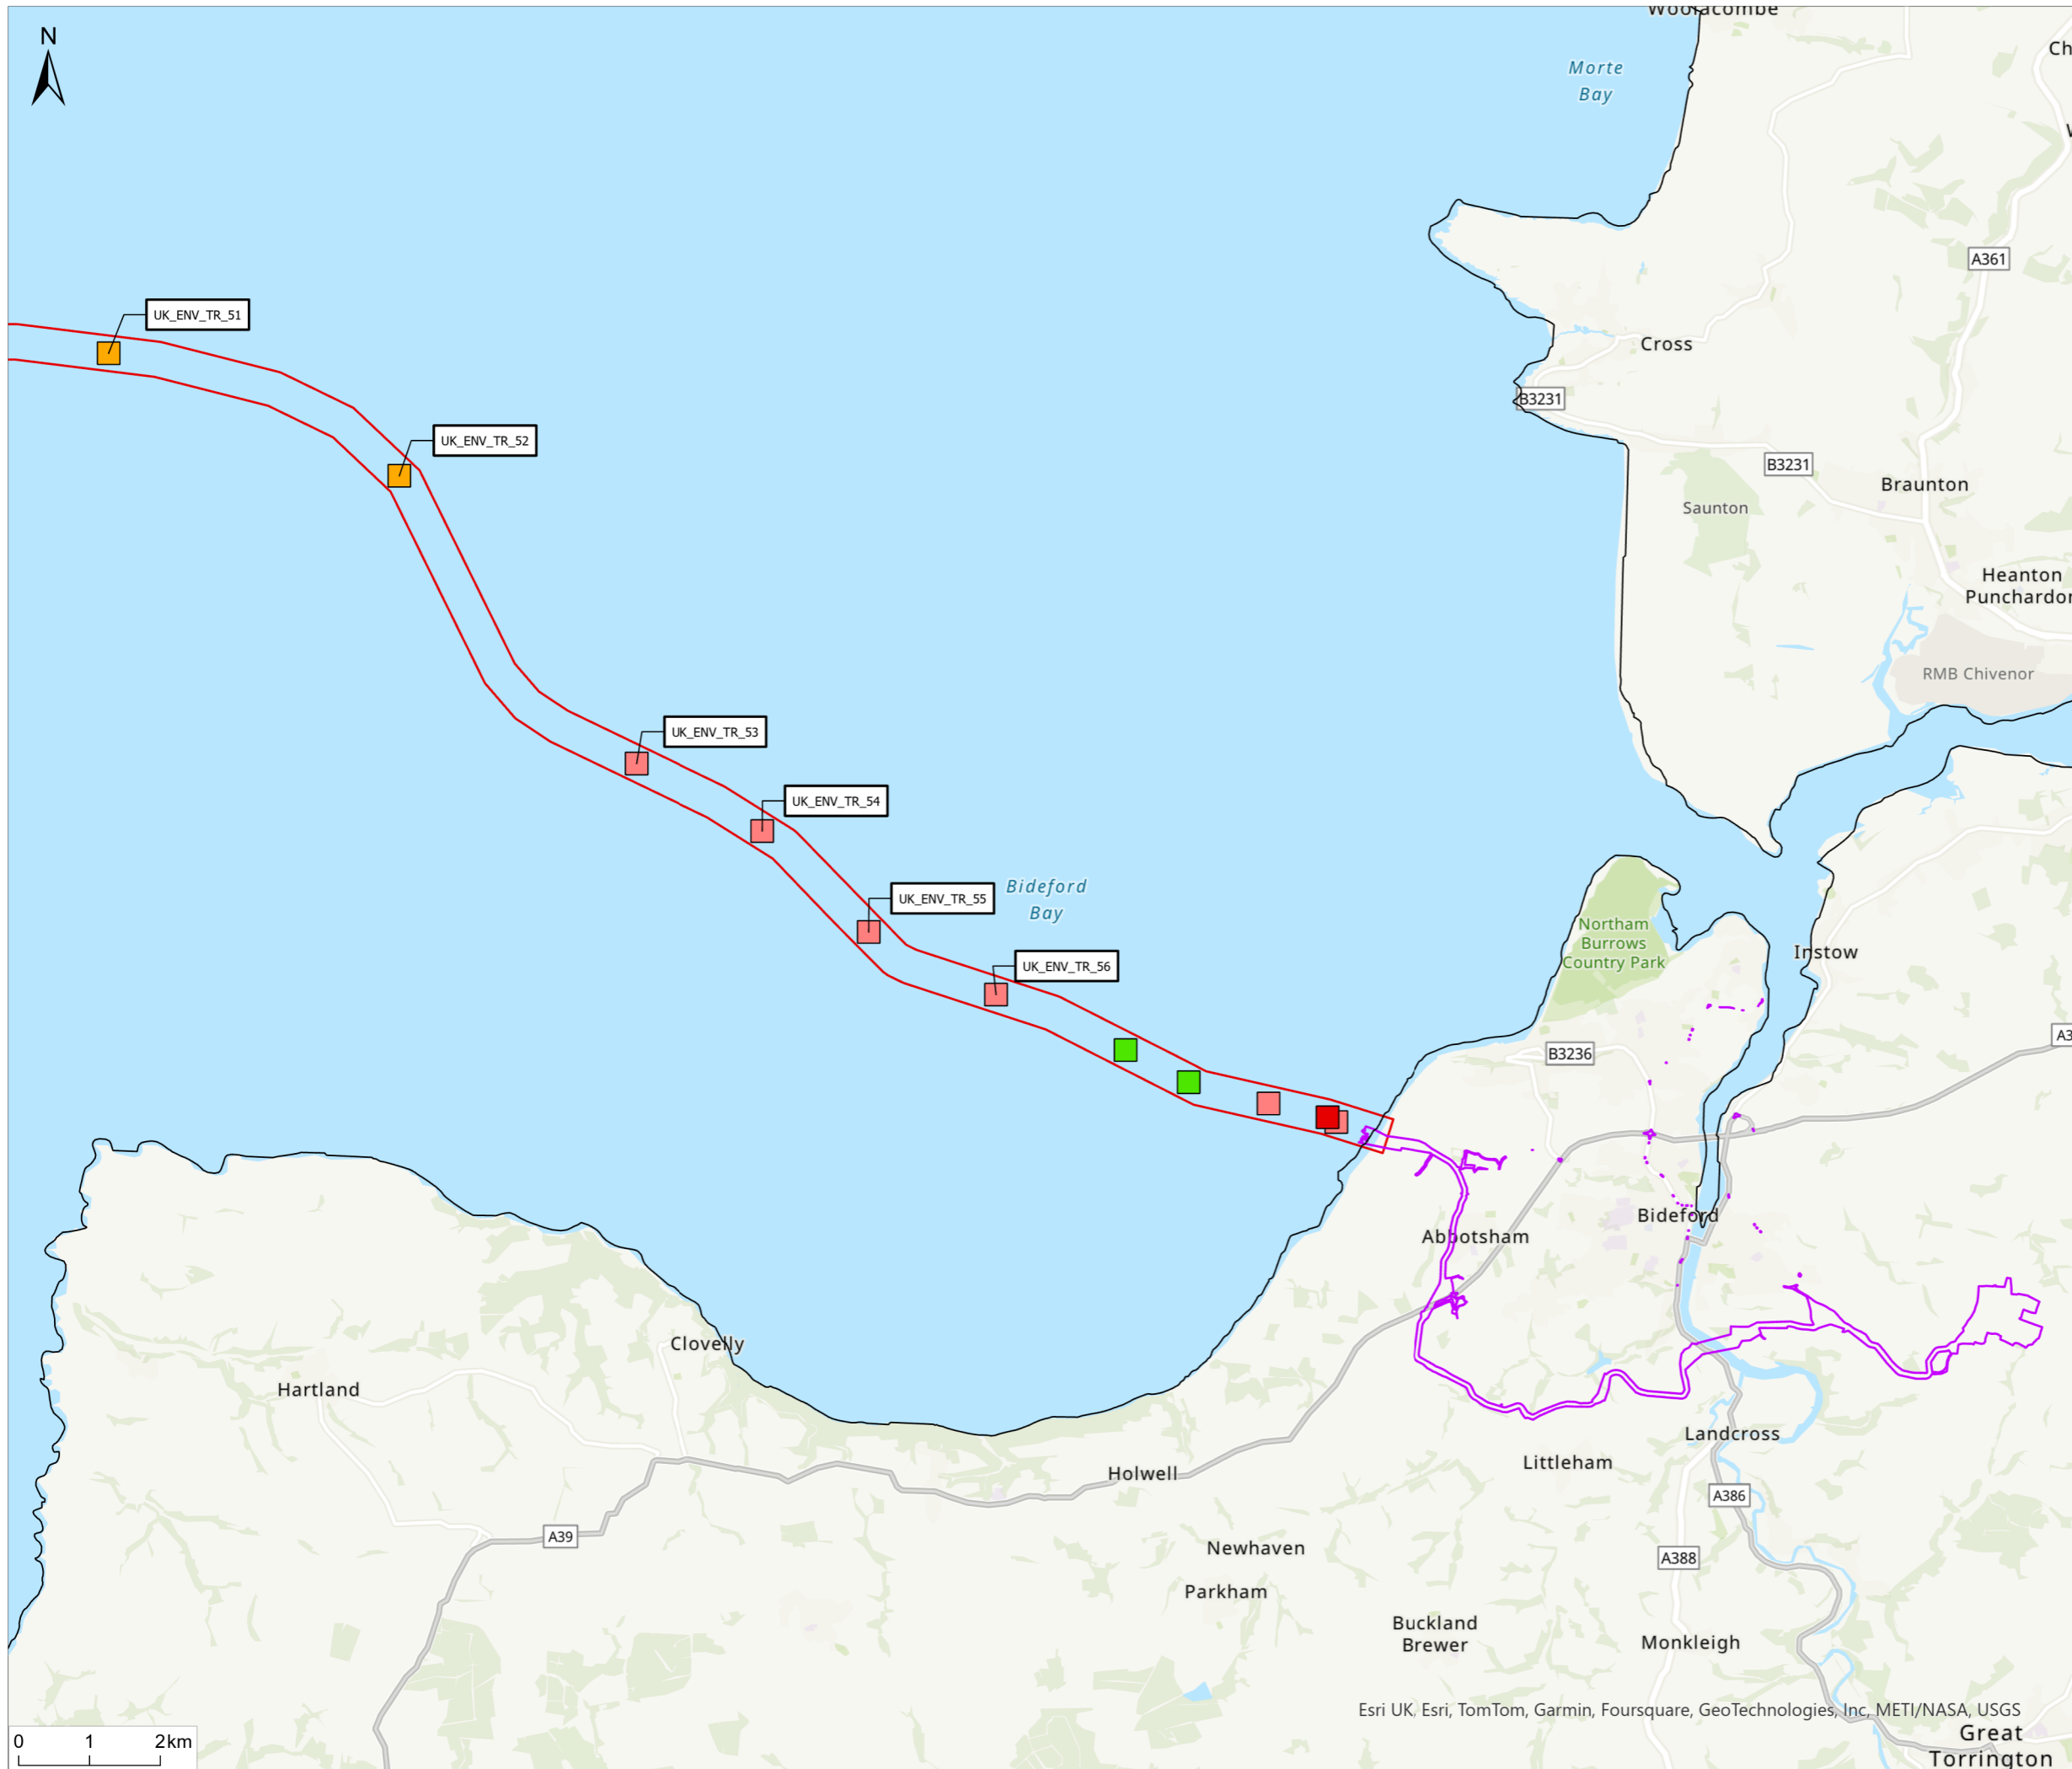 Woolacombe
N
Ch
Morte
Bay
A361
UK_ENV_TR_51
Cross
B3231
UK_ENV_TR_52
B3231
Braunton
Saunton
Heanton
Punchardon
RMB Chivenor
UK_ENV_TR_53
UK_ENV_TR_54
Bideford
Bay
UK_ENV_TR_55
Northam
Burrows
Country Park
Instow
UK_ENV_TR_56
A3
B3236
Bideford
Abbotsham
Clovelly
Hartland
Landcross
Littleham
Holwell
A386
A39
Newhaven
A388
Parkham
Buckland
Brewer
Monkleigh
Esri UK, Esri, TomTom, Garmin, Foursquare, GeoTechnologies, Inc, METI/NASA, USGS
Great
Torrington
0 1 2km